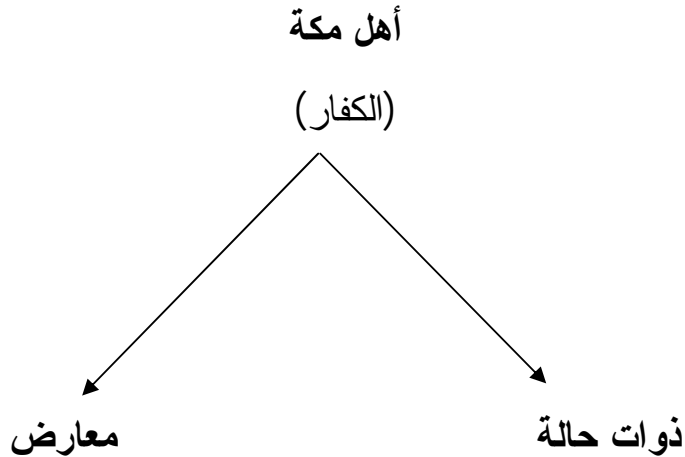 أهل مكة
(الكفار)
ذوات حالة
معارض